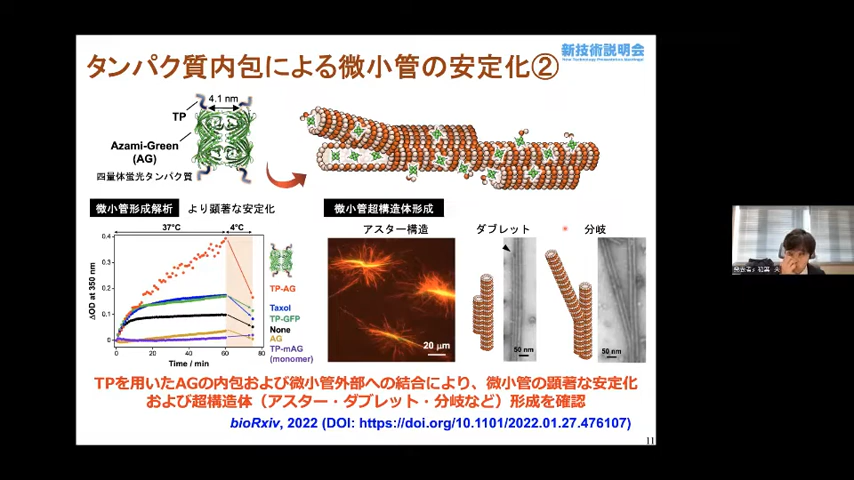 タンパク質内包による微小管の安定化②
新技術説明会
New Technology Presentation Meetings!
4.1 nm
TP
Azami-Green
(AG)
四量体蛍光タンパク質
微小管形成解析 より顕著な安定化
微小管超構造体形成
37°C
4°C
ΔOD at 350 nm
0.4
0.3
0.2
0.1
0
0
20
40
60
80
Time / min
TP-AG
Taxol
TP-GFP
None
AG
TP-mAG
(monomer)
アスター構造
ダブレット
分岐
20 μm
50 nm
50 nm
TPを用いたAGの内包および微小管外部への結合により、微小管の顕著な安定化
および超構造体（アスター・ダブレット・分岐など）形成を確認
bioRxiv, 2022 (DOI: https://doi.org/10.1101/2022.01.27.476107)
11